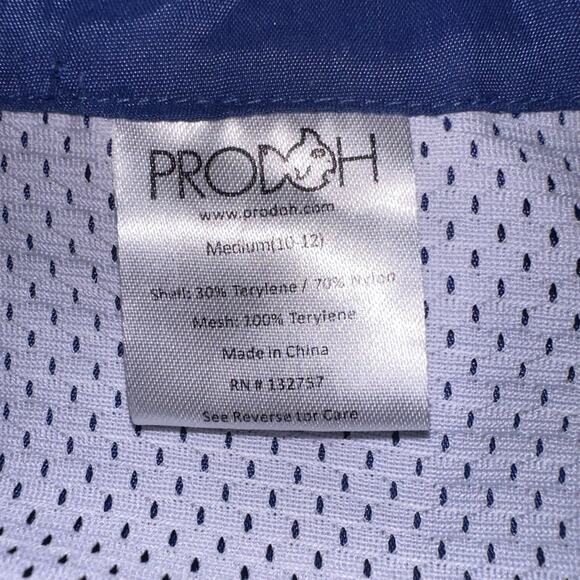 PRODOH
www.prodoh.com
Medium(10-12)
Shell: 30% Terylene / 70% Nylon
Mesh: 100% Terylene
Made in China
RN # 132757
See Reverse for Care